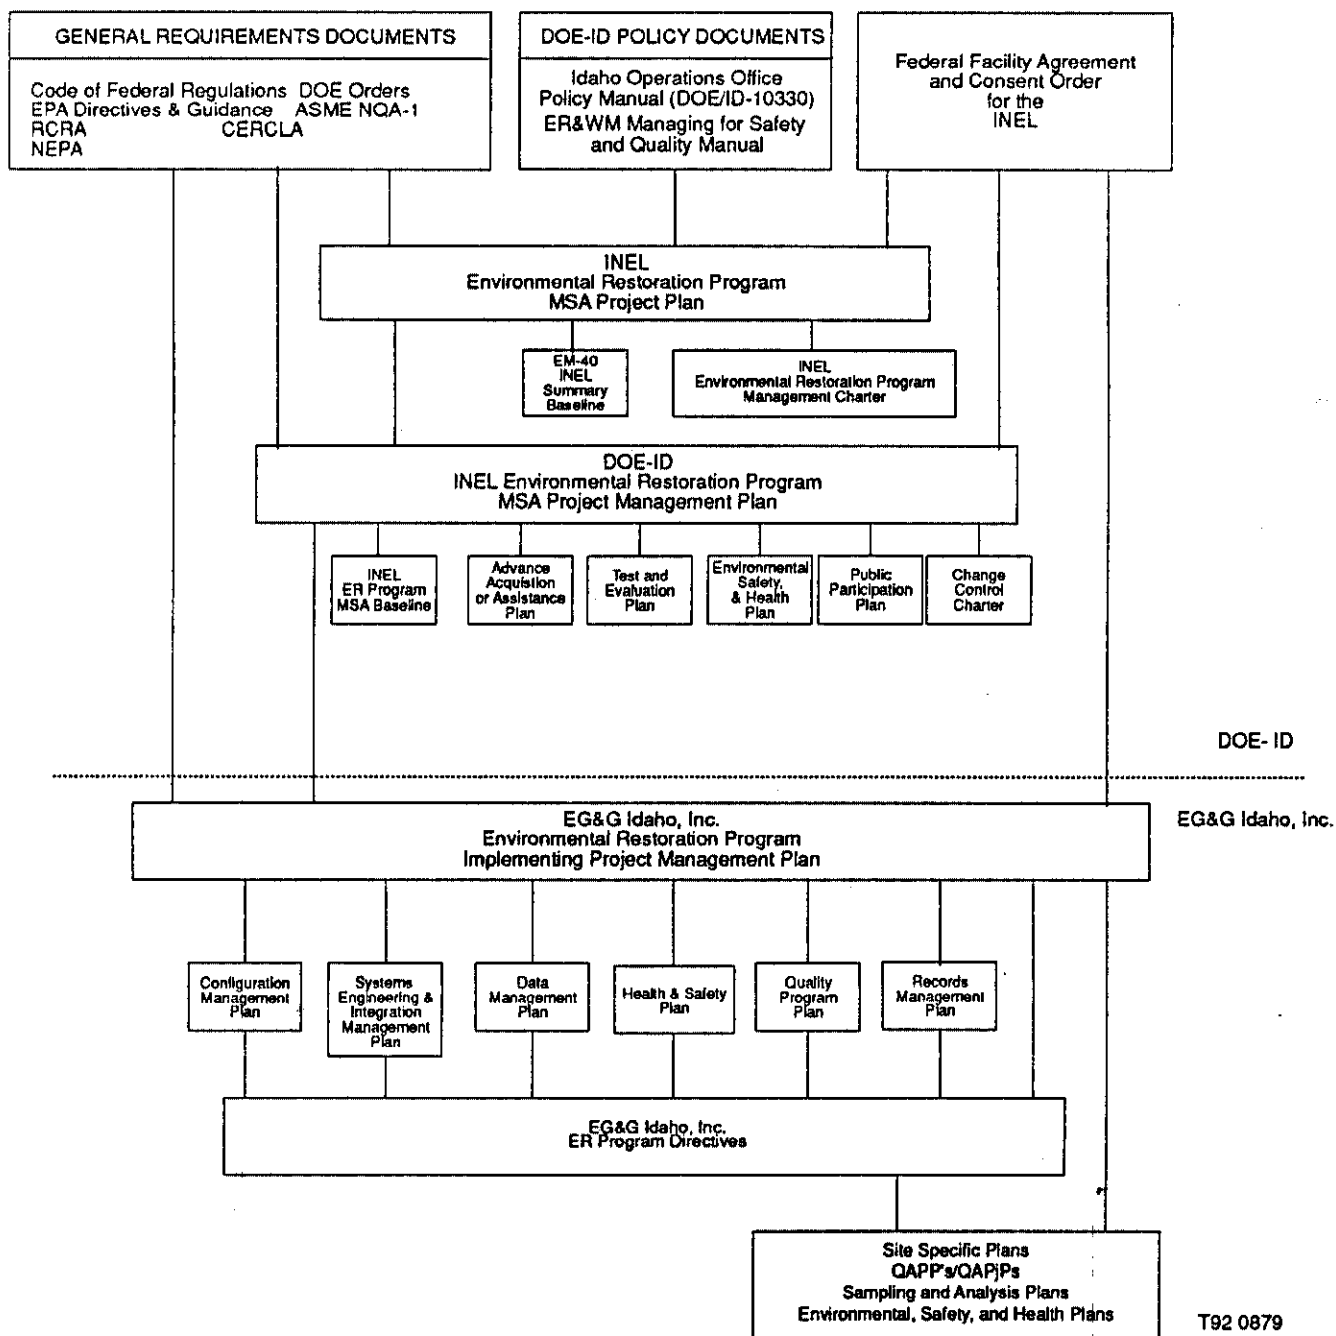 GENERAL REQUIREMENTS DOCUMENTS
Code of Federal Regulations DOE Orders
EPA Directives & Guidance ASME NQA-1
RCRA CERCLA
NEPA
DOE-ID POLICY DOCUMENTS
Idaho Operations Office
Policy Manual (DOE/ID-10330)
ER&WM Managing for Safety
and Quality Manual
Federal Facility Agreement
and Consent Order
for the
INEL
INEL
Environmental Restoration Program
MSA Project Plan
EM-40
INEL
Summary
Baseline
INEL
Environmental Restoration Program
Management Charter
DOE-ID
INEL Environmental Restoration Program
MSA Project Management Plan
INEL
ER Program
MSA Baseline
Advance
Acquistion
or Assistance
Plan
Test and
Evaluation
Plan
Environmental
Safety,
& Health
Plan
Public
Participation
Plan
Change
Control
Charter
DOE- ID
EG&G Idaho, Inc.
Environmental Restoration Program
Implementing Project Management Plan
EG&G Idaho, Inc.
Configuration
Management
Plan
Systems
Engineering &
Integration
Management
Plan
Data
Management
Plan
Health & Safety
Plan
Quality
Program
Plan
Records
Management
Plan
EG&G Idaho, Inc.
ER Program Directives
Site Specific Plans
QAPP's/QAPjPs
Sampling and Analysis Plans
Environmental, Safety, and Health Plans
T92 0879